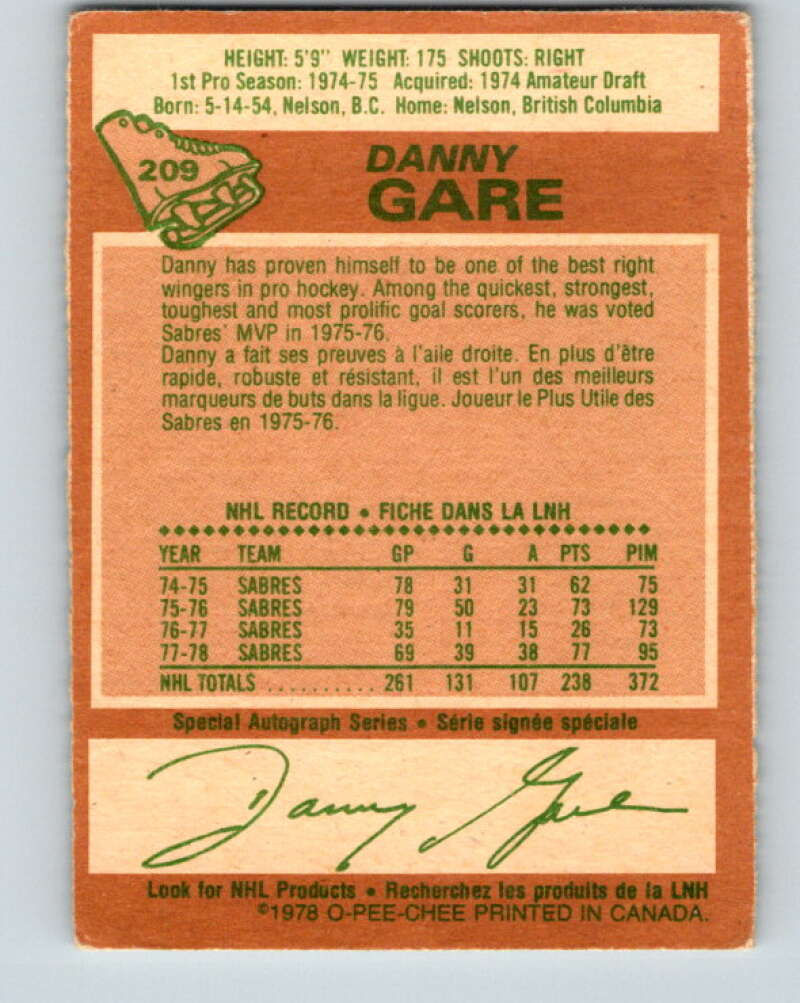 HEIGHT: 5'9" WEIGHT: 175 SHOOTS: RIGHT
1st Pro Season: 1974-75 Acquired: 1974 Amateur Draft
Born: 5-14-54, Nelson, B.C. Home: Nelson, British Columbia
209
DANNY
GARE
Danny has proven himself to be one of the best right
wingers in pro hockey. Among the quickest, strongest,
toughest and most prolific goal scorers, he was voted
Sabres' MVP in 1975-76.
Danny a fait ses preuves à l'aile droite. En plus d'être
rapide, robuste et résistant, il est l'un des meilleurs
marqueurs de buts dans la ligue. Joueur le Plus Utile des
Sabres en 1975-76.
NHL RECORD • FICHE DANS LA LNH
YEAR TEAM GP G A PTS PIM
74-75 SABRES 78 31 31 62 75
75-76 SABRES 79 50 23 73 129
76-77 SABRES 35 11 15 26 73
77-78 SABRES 69 39 38 77 95
NHL TOTALS .......... 261 131 107 238 372
Special Autograph Series • Série signée spéciale
Danny Gare
Look for NHL Products • Recherchez les produits de la LNH
©1978 O-PEE-CHEE PRINTED IN CANADA.